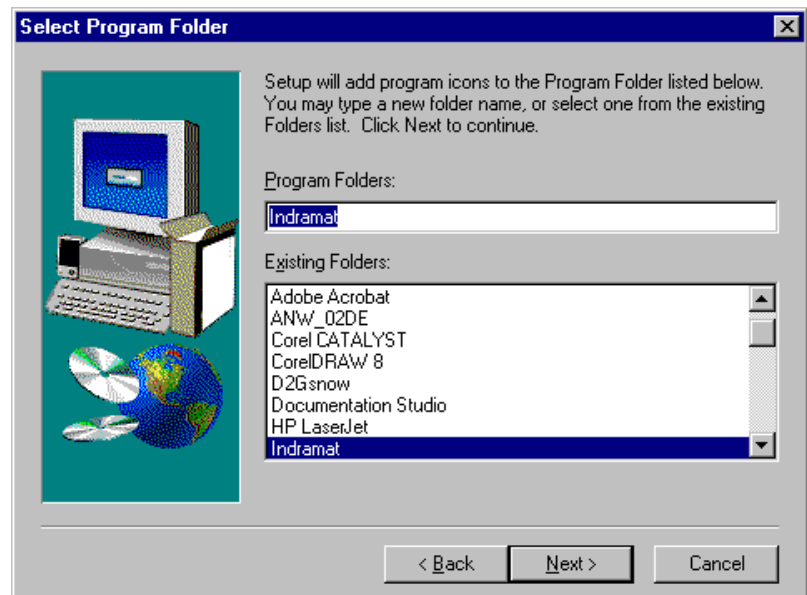 Select Program Folder
Setup will add program icons to the Program Folder listed below.
You may type a new folder name, or select one from the existing
Folders list. Click Next to continue.
Program Folders:
Indramat
Existing Folders:
Adobe Acrobat
ANW_02DE
Corel CATALYST
CorelDRAW 8
D2Gsnow
Documentation Studio
HP LaserJet
Indramat
< Back
Next >
Cancel